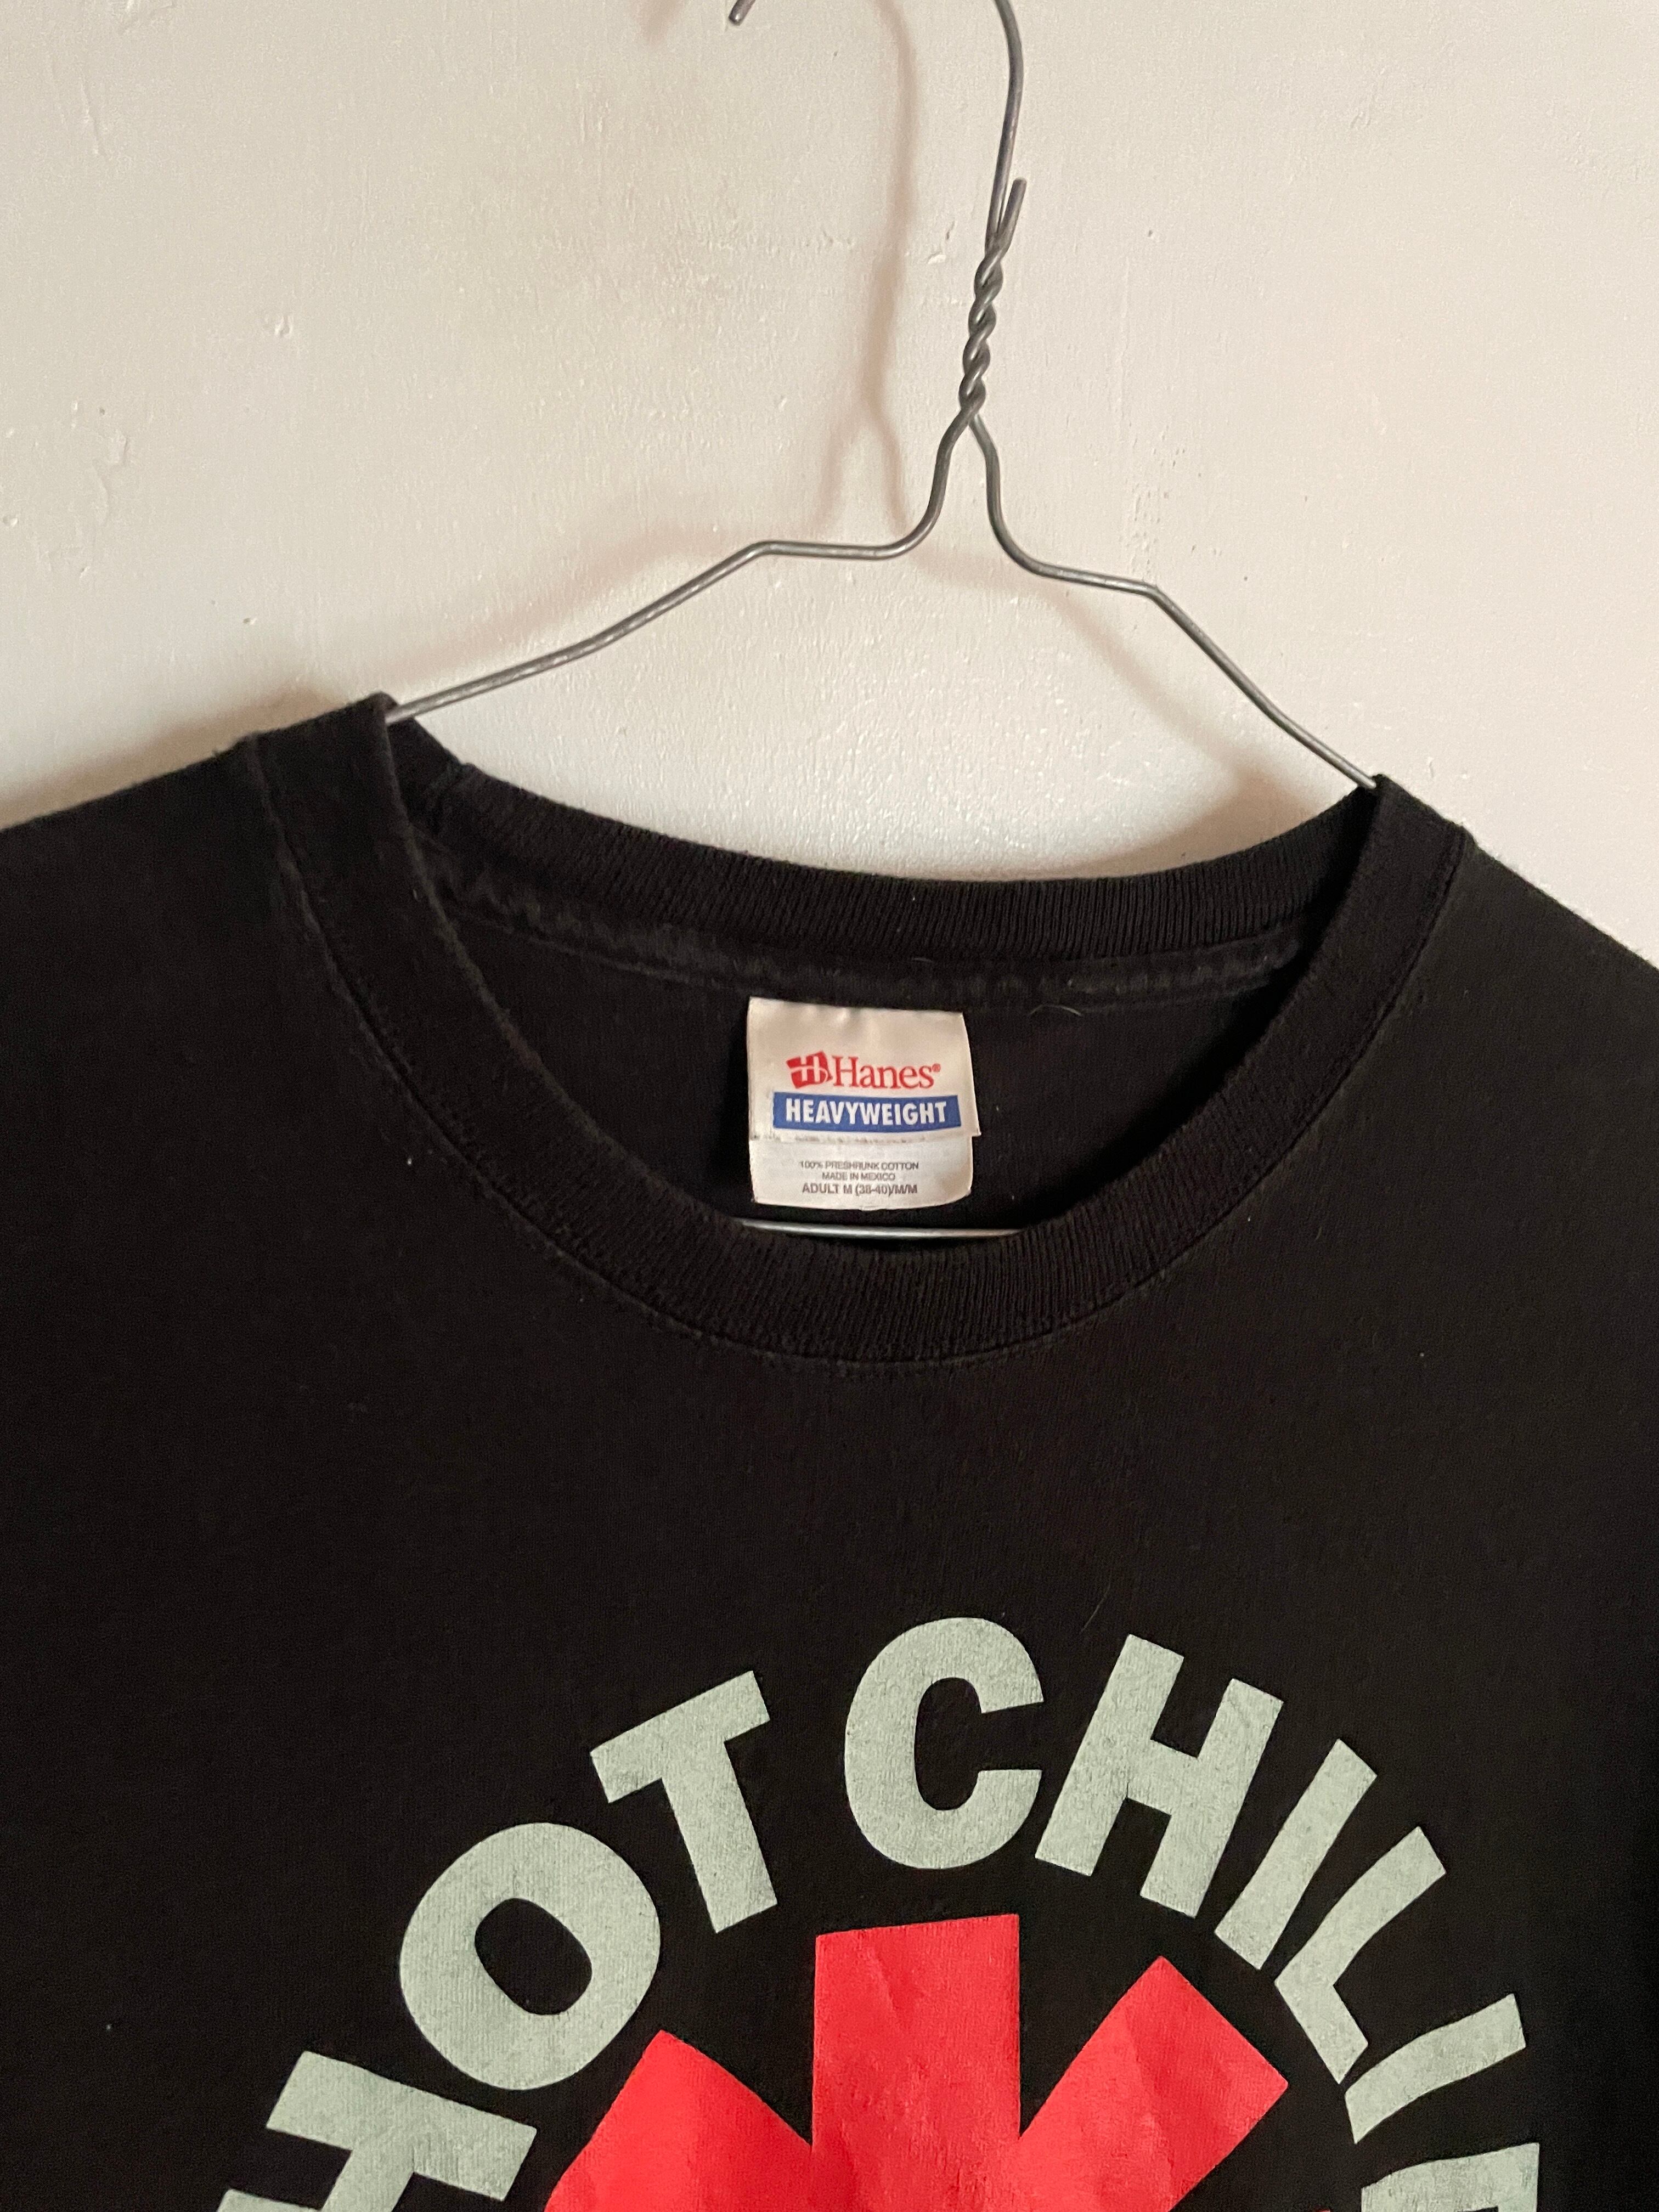 Hanes®
HEAVYWEIGHT
100% PRESHRUNK COTTON
MADE IN MEXICO
ADULT M (38-40)/M/M
HOT CHILI